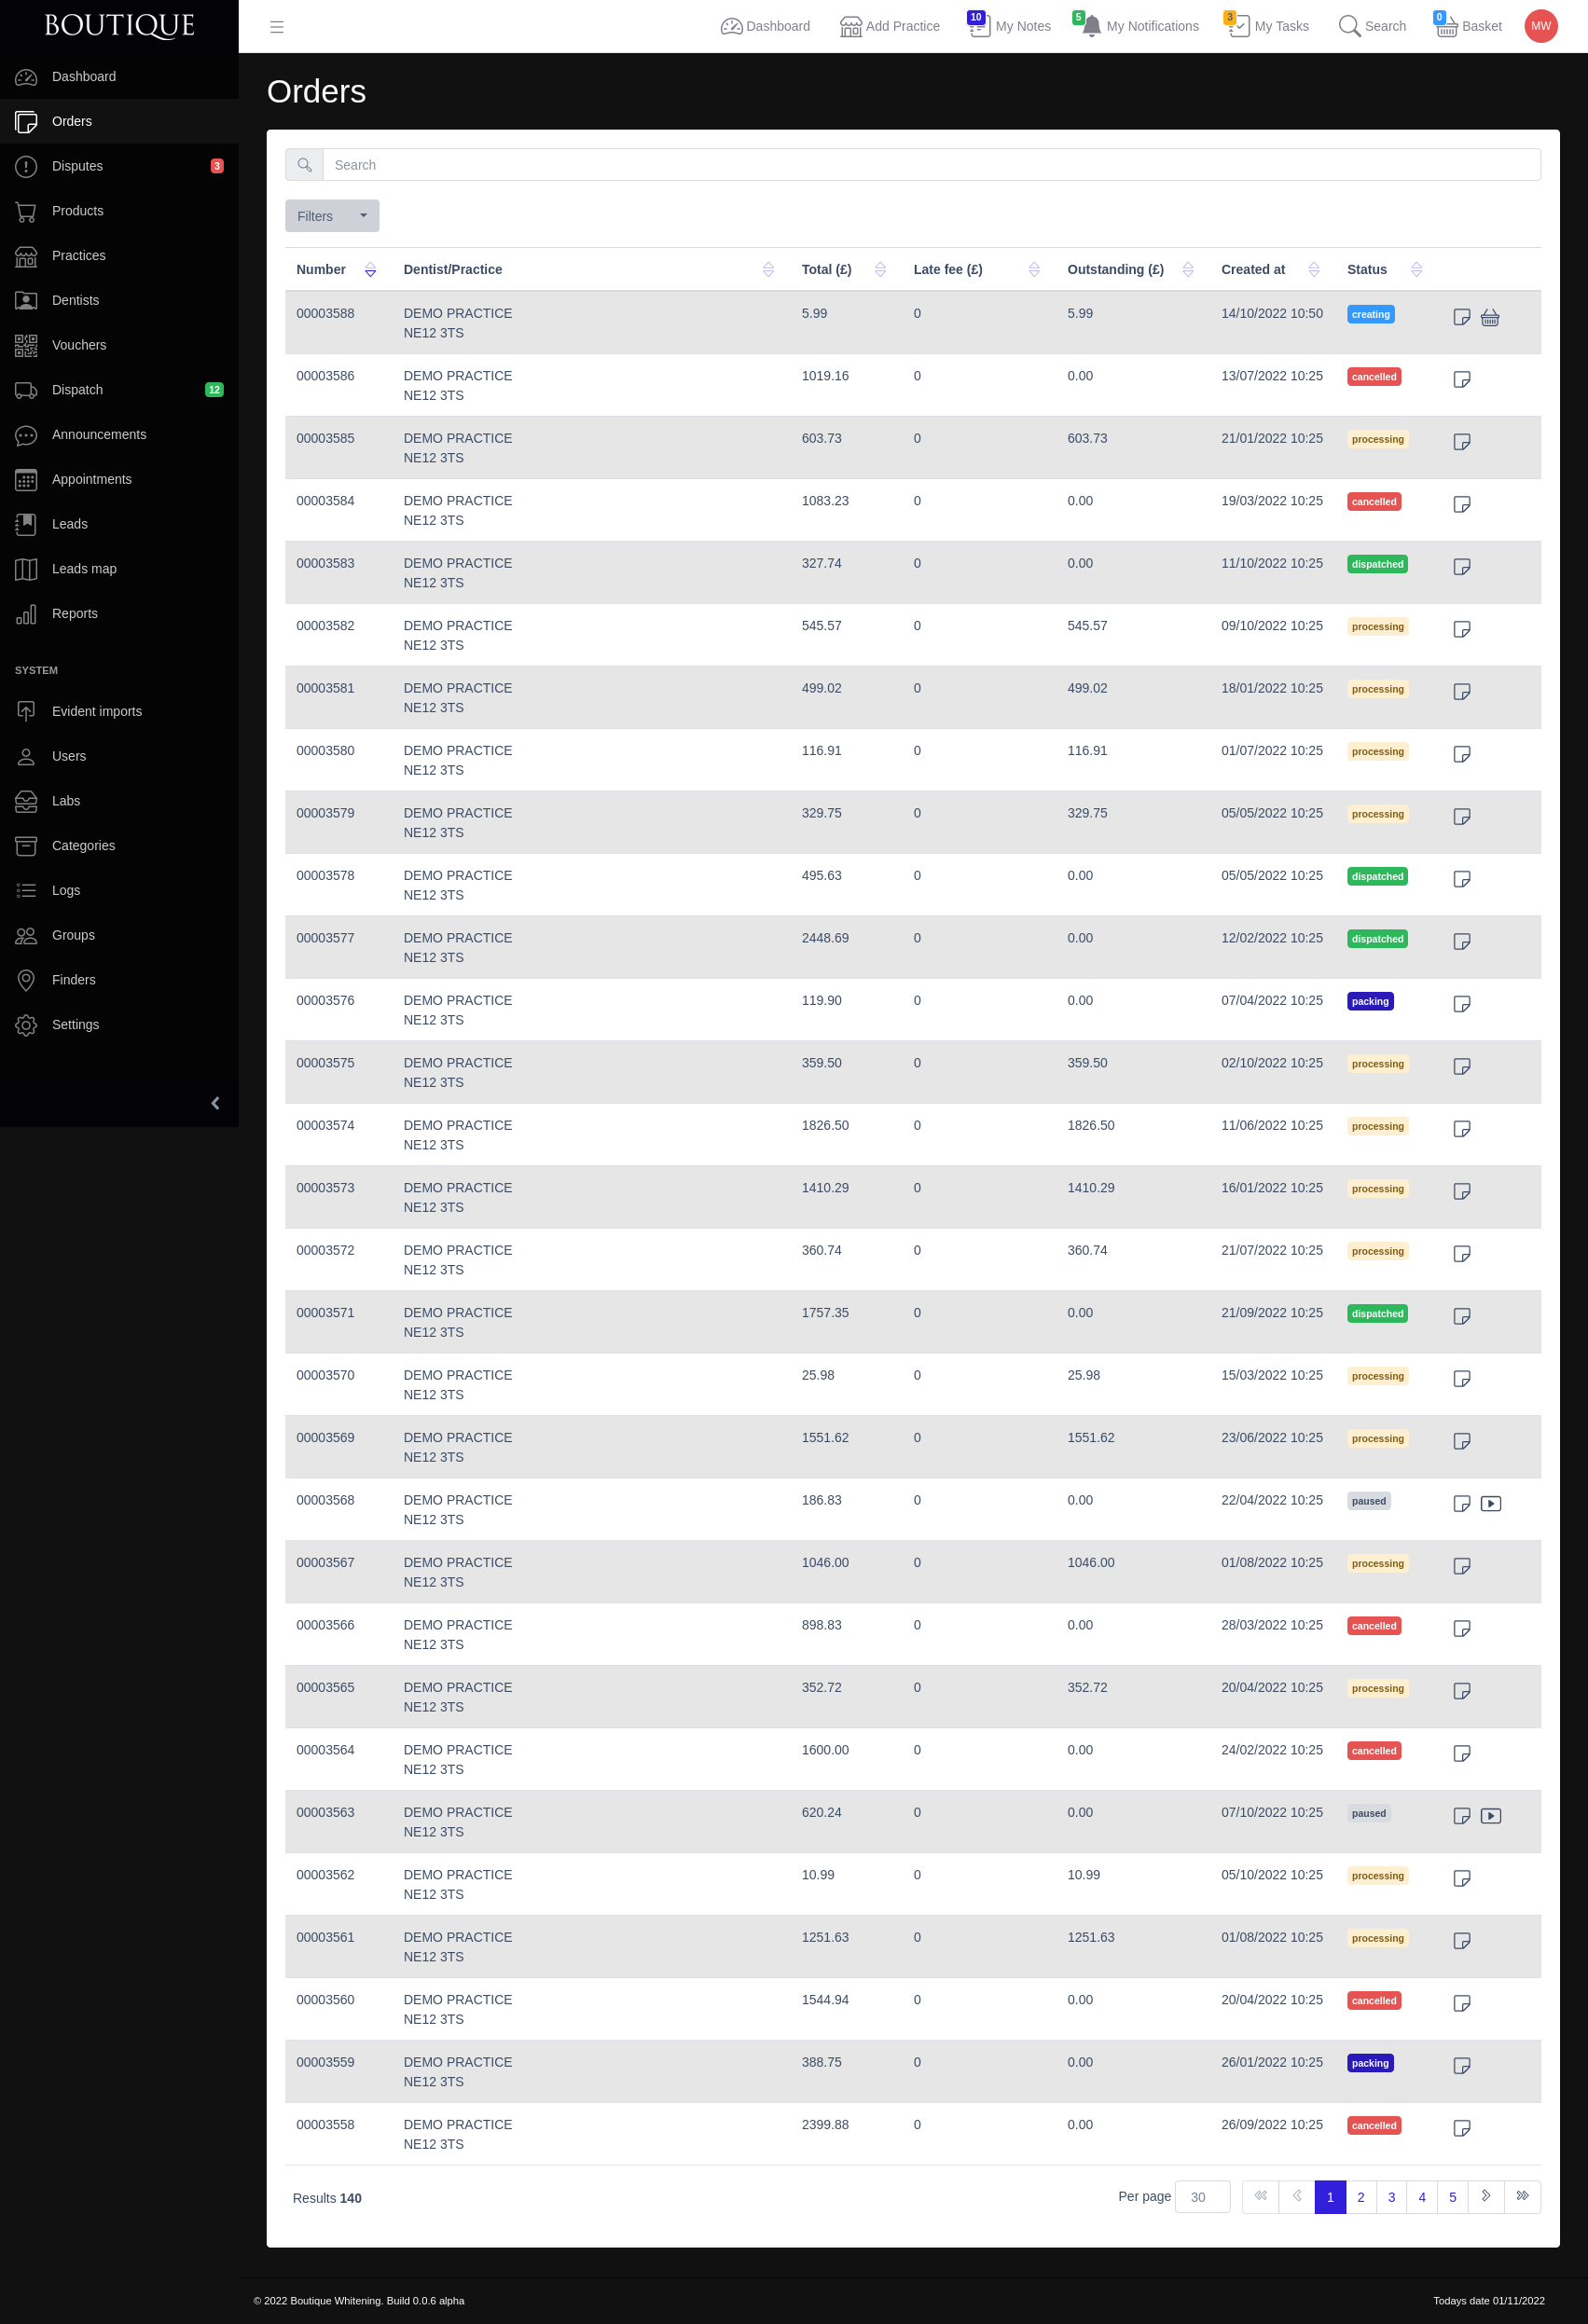 BOUTIQUE
Dashboard
Orders
Disputes 3
Products
Practices
Dentists
Vouchers
Dispatch 12
Announcements
Appointments
Leads
Leads map
Reports
SYSTEM
Evident imports
Users
Labs
Categories
Logs
Groups
Finders
Settings
Dashboard Add Practice 10 My Notes 5 My Notifications 3 My Tasks Search 0 Basket MW
Orders
Search
Filters
Number Dentist/Practice Total (£) Late fee (£) Outstanding (£) Created at Status
00003588 DEMO PRACTICE 5.99 0 5.99 14/10/2022 10:50 creating
NE12 3TS
00003586 DEMO PRACTICE 1019.16 0 0.00 13/07/2022 10:25 cancelled
NE12 3TS
00003585 DEMO PRACTICE 603.73 0 603.73 21/01/2022 10:25 processing
NE12 3TS
00003584 DEMO PRACTICE 1083.23 0 0.00 19/03/2022 10:25 cancelled
NE12 3TS
00003583 DEMO PRACTICE 327.74 0 0.00 11/10/2022 10:25 dispatched
NE12 3TS
00003582 DEMO PRACTICE 545.57 0 545.57 09/10/2022 10:25 processing
NE12 3TS
00003581 DEMO PRACTICE 499.02 0 499.02 18/01/2022 10:25 processing
NE12 3TS
00003580 DEMO PRACTICE 116.91 0 116.91 01/07/2022 10:25 processing
NE12 3TS
00003579 DEMO PRACTICE 329.75 0 329.75 05/05/2022 10:25 processing
NE12 3TS
00003578 DEMO PRACTICE 495.63 0 0.00 05/05/2022 10:25 dispatched
NE12 3TS
00003577 DEMO PRACTICE 2448.69 0 0.00 12/02/2022 10:25 dispatched
NE12 3TS
00003576 DEMO PRACTICE 119.90 0 0.00 07/04/2022 10:25 packing
NE12 3TS
00003575 DEMO PRACTICE 359.50 0 359.50 02/10/2022 10:25 processing
NE12 3TS
00003574 DEMO PRACTICE 1826.50 0 1826.50 11/06/2022 10:25 processing
NE12 3TS
00003573 DEMO PRACTICE 1410.29 0 1410.29 16/01/2022 10:25 processing
NE12 3TS
00003572 DEMO PRACTICE 360.74 0 360.74 21/07/2022 10:25 processing
NE12 3TS
00003571 DEMO PRACTICE 1757.35 0 0.00 21/09/2022 10:25 dispatched
NE12 3TS
00003570 DEMO PRACTICE 25.98 0 25.98 15/03/2022 10:25 processing
NE12 3TS
00003569 DEMO PRACTICE 1551.62 0 1551.62 23/06/2022 10:25 processing
NE12 3TS
00003568 DEMO PRACTICE 186.83 0 0.00 22/04/2022 10:25 paused
NE12 3TS
00003567 DEMO PRACTICE 1046.00 0 1046.00 01/08/2022 10:25 processing
NE12 3TS
00003566 DEMO PRACTICE 898.83 0 0.00 28/03/2022 10:25 cancelled
NE12 3TS
00003565 DEMO PRACTICE 352.72 0 352.72 20/04/2022 10:25 processing
NE12 3TS
00003564 DEMO PRACTICE 1600.00 0 0.00 24/02/2022 10:25 cancelled
NE12 3TS
00003563 DEMO PRACTICE 620.24 0 0.00 07/10/2022 10:25 paused
NE12 3TS
00003562 DEMO PRACTICE 10.99 0 10.99 05/10/2022 10:25 processing
NE12 3TS
00003561 DEMO PRACTICE 1251.63 0 1251.63 01/08/2022 10:25 processing
NE12 3TS
00003560 DEMO PRACTICE 1544.94 0 0.00 20/04/2022 10:25 cancelled
NE12 3TS
00003559 DEMO PRACTICE 388.75 0 0.00 26/01/2022 10:25 packing
NE12 3TS
00003558 DEMO PRACTICE 2399.88 0 0.00 26/09/2022 10:25 cancelled
NE12 3TS
Results 140 Per page 30 1 2 3 4 5
© 2022 Boutique Whitening. Build 0.0.6 alpha Todays date 01/11/2022